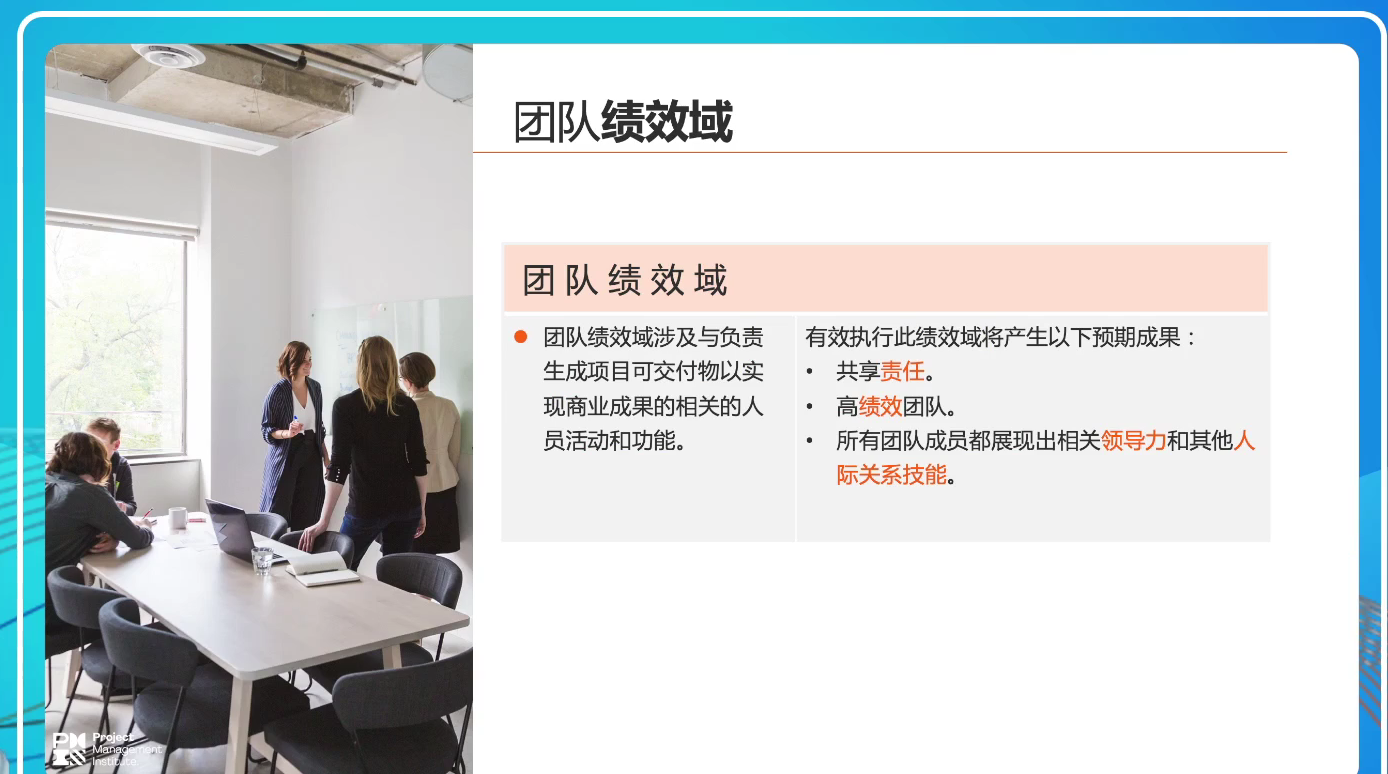 团队绩效域
团队绩效域
团队绩效域涉及与负责
生成项目可交付物以实
现商业成果的相关的人
员活动和功能。
有效执行此绩效域将产生以下预期成果：
• 共享责任。
• 高绩效团队。
• 所有团队成员都展现出相关领导力和其他人
际关系技能。
Project
Management
Institute